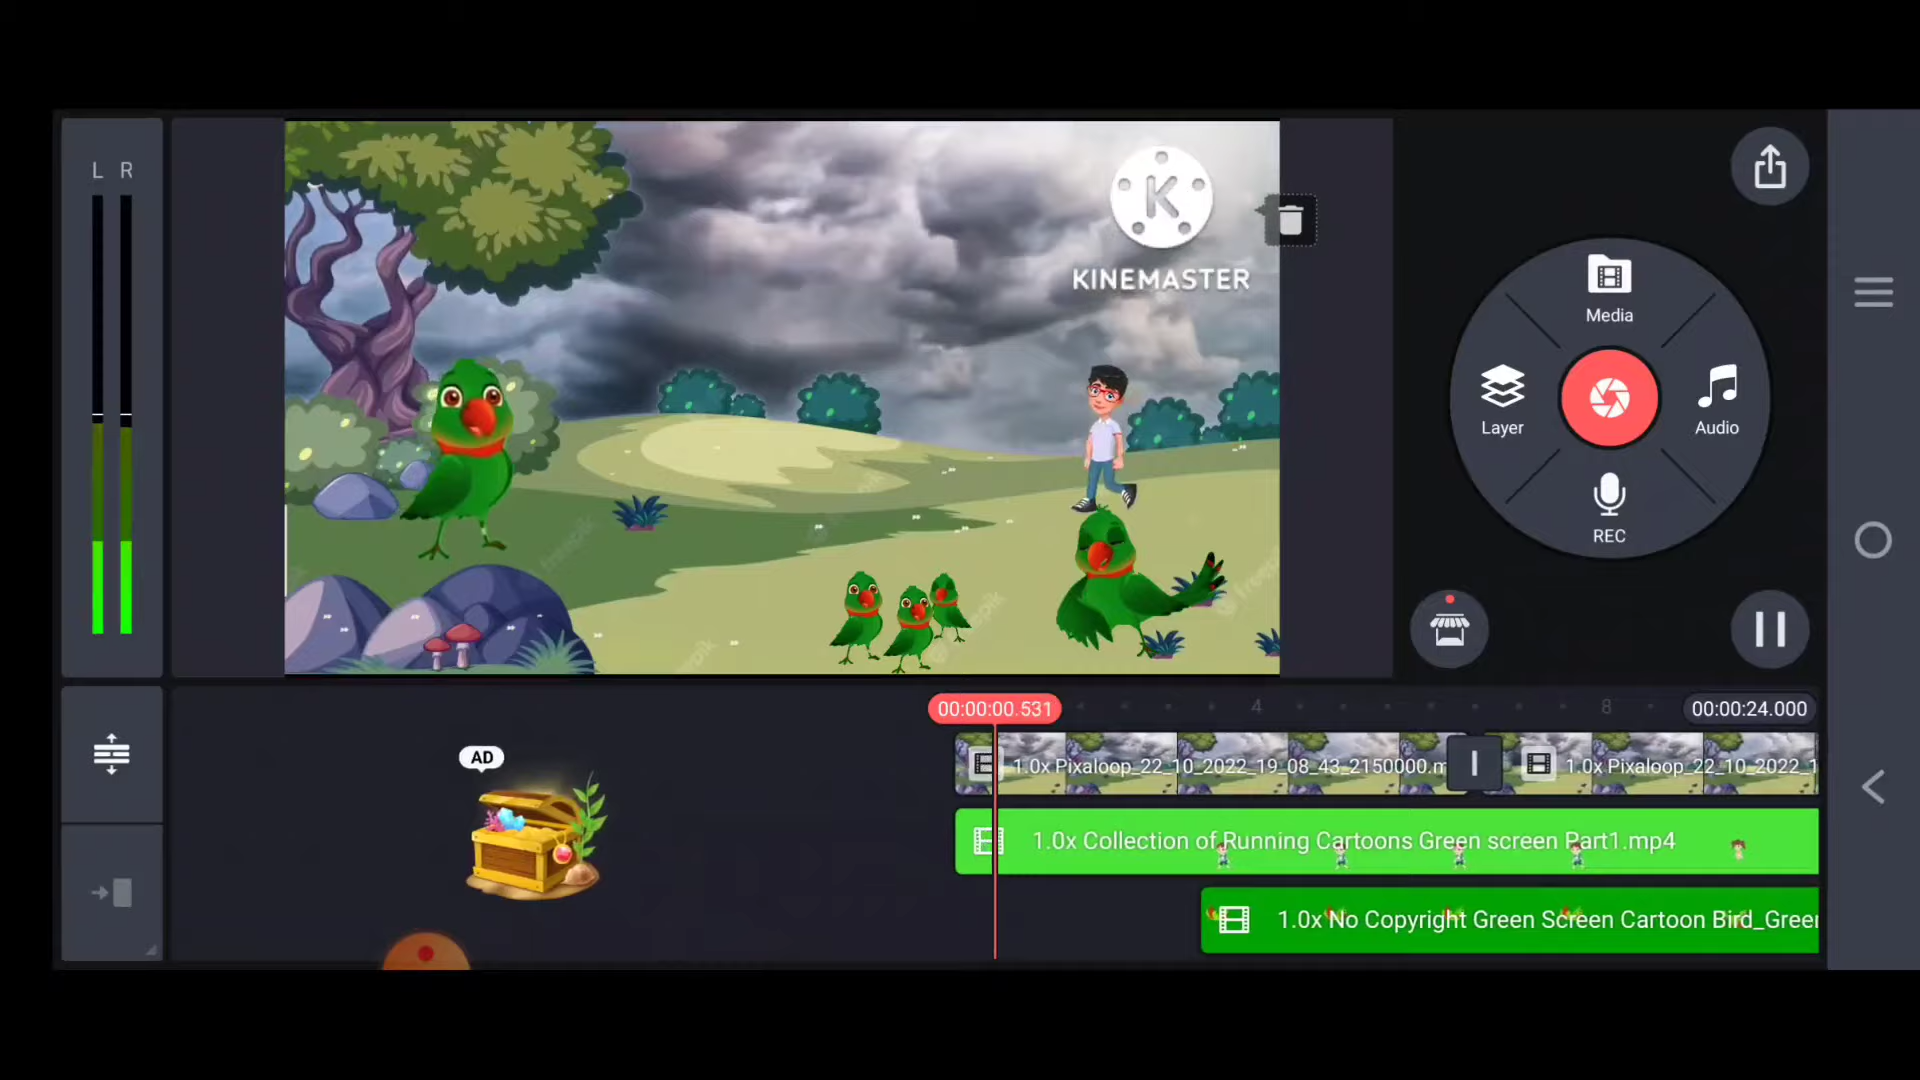 L R
KINEMASTER
Media
Layer
Audio
REC
00:00:00.531
4
8
00:00:24.000
AD
1.0x Pixaloop_22_10_2022_19_08_43_2150000.m
1.0x Pixaloop_22_10_2022_1
1.0x Collection of Running Cartoons Green screen Part1.mp4
1.0x No Copyright Green Screen Cartoon Bird_Green